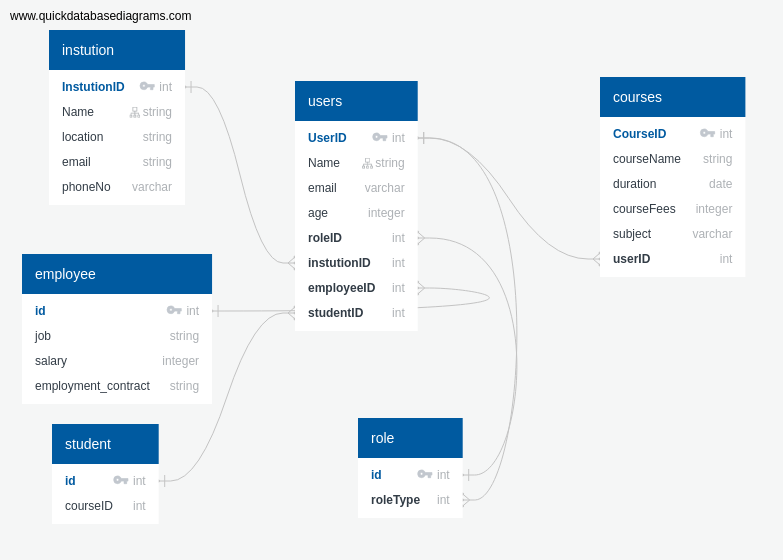 www.quickdatabasediagrams.com
instution
InstutionID int
Name string
location string
email string
phoneNo varchar
users
UserID int
Name string
email varchar
age integer
roleID int
instutionID int
employeeID int
studentID int
courses
CourseID int
courseName string
duration date
courseFees integer
subject varchar
userID int
employee
id int
job string
salary integer
employment_contract string
student
id int
courseID int
role
id int
roleType int